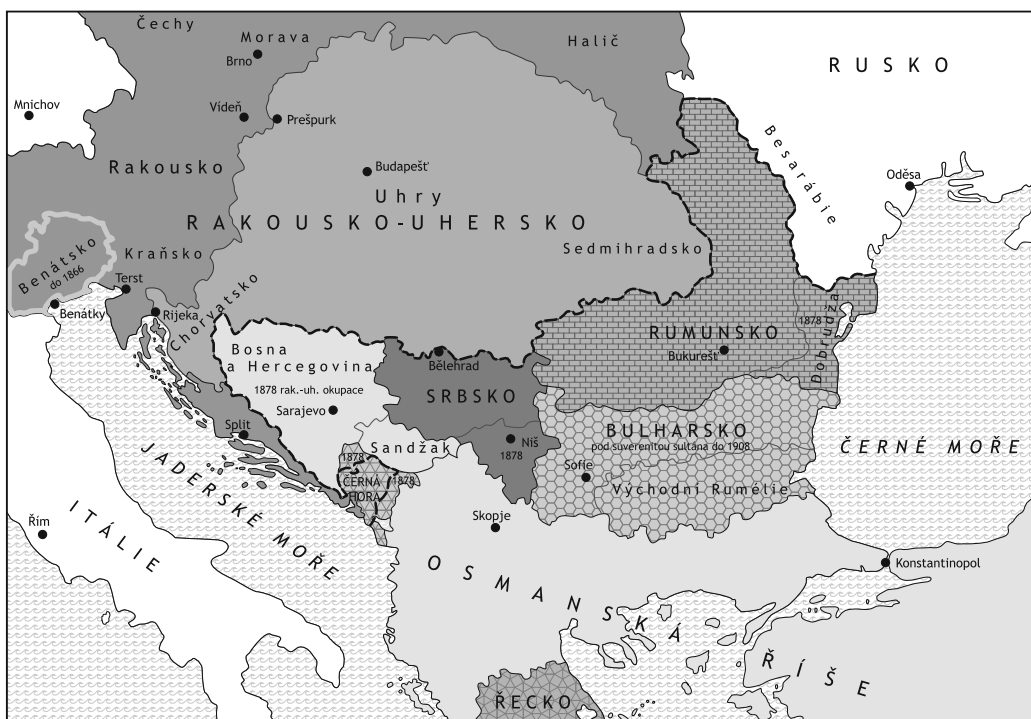 Čechy
Morava
Brno
Halič
RUSKO
Mnichov
Vídeň
Prešpurk
Besarábie
Rakousko
Budapešť
Oděsa
Uhry
RAKOUSKO-UHERSKO
Sedmihradsko
Benátsko
do 1866
Kraňsko
Terst
Benátky
Rijeka
Chorvatsko
1878
Dobrudža
RUMUNSKO
Bukurešť
Bosna
a Hercegovina
1878 rak.-uh. okupace
Sarajevo
Bělehrad
SRBSKO
Split
Niš
1878
BULHARSKO
pod suverenitou sultána do 1908
Sofie
Východní Rumélie
ČERNÉ MOŘE
Sandžak
1878
ČERNÁ
HORA
1878
JADERSKÉ MOŘE
ITÁLIE
Řím
Skopje
Konstantinopol
OSMANSKÁ
ŘÍŠE
ŘECKO